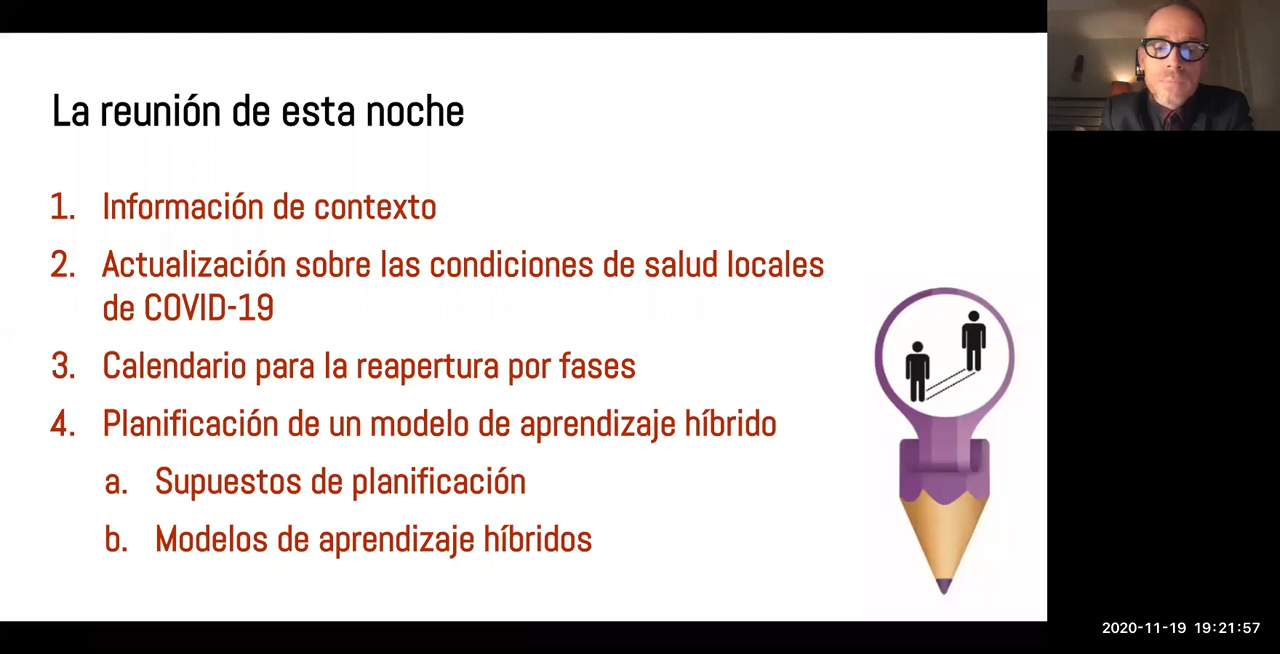 La reunión de esta noche
1. Información de contexto
2. Actualización sobre las condiciones de salud locales
de COVID-19
3. Calendario para la reapertura por fases
4. Planificación de un modelo de aprendizaje híbrido
a. Supuestos de planificación
b. Modelos de aprendizaje híbridos
2020-11-19 19:21:57